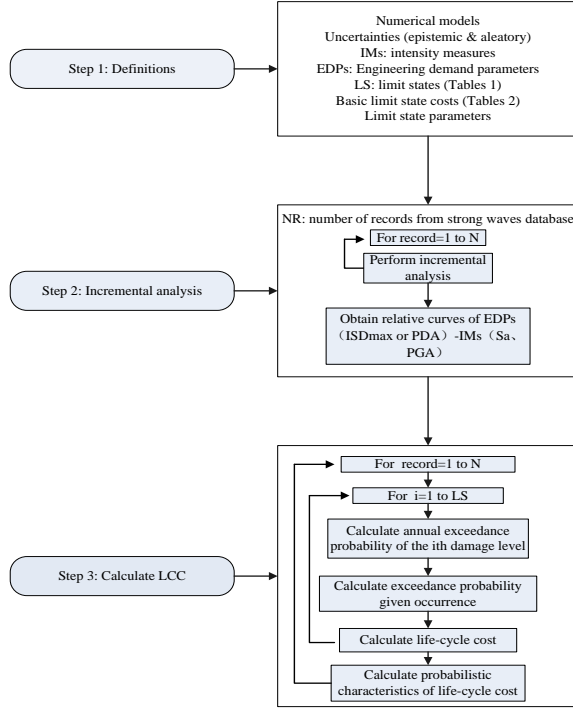 Numerical models
Uncertainties (epistemic & aleatory)
IMs: intensity measures
EDPs: Engineering demand parameters
LS: limit states (Tables 1)
Basic limit state costs (Tables 2)
Limit state parameters
Step 1: Definitions
NR: number of records from strong waves database
For record=1 to N
Perform incremental
analysis
Step 2: Incremental analysis
Obtain relative curves of EDPs
（ISDmax or PDA）-IMs（Sa、
PGA）
For record=1 to N
For i=1 to LS
Calculate annual exceedance
probability of the ith damage level
Step 3: Calculate LCC
Calculate exceedance probability
given occurrence
Calculate life-cycle cost
Calculate probabilistic
characteristics of life-cycle cost